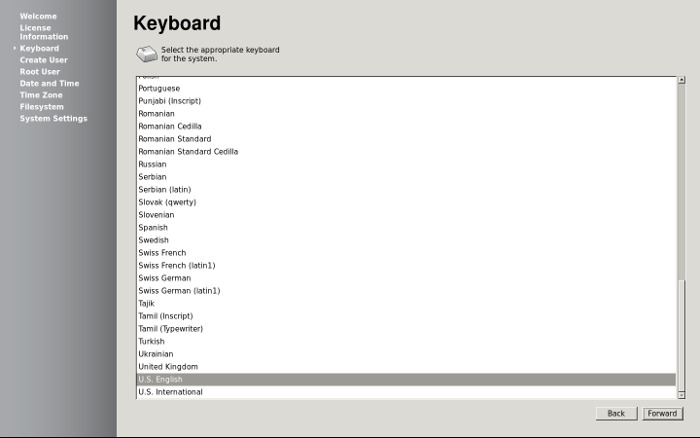 Welcome
License
Information
Keyboard
Create User
Root User
Date and Time
Time Zone
Filesystem
System Settings
Keyboard
Select the appropriate keyboard
for the system.
Portuguese
Punjabi (Inscript)
Romanian
Romanian Cedilla
Romanian Standard
Romanian Standard Cedilla
Russian
Serbian
Serbian (latin)
Slovak (qwerty)
Slovenian
Spanish
Swedish
Swiss French
Swiss French (latin1)
Swiss German
Swiss German (latin1)
Tajik
Tamil (Inscript)
Tamil (Typewriter)
Turkish
Ukrainian
United Kingdom
U.S. English
U.S. International
Back
Forward